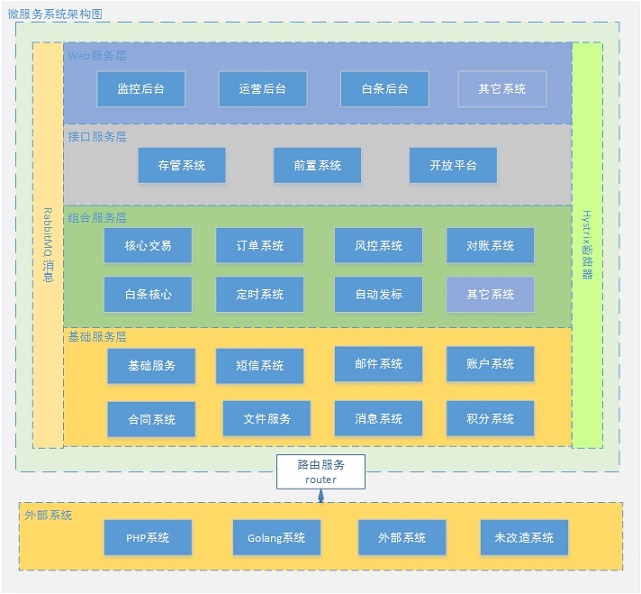 微服务系统架构图
Web服务层
监控后台
运营后台
白条后台
其它系统
接口服务层
存管系统
前置系统
开放平台
RabbitMQ 消息
Hystrix断路器
组合服务层
核心交易
订单系统
风控系统
对账系统
白条核心
定时系统
自动发标
其它系统
基础服务层
基础服务
短信系统
邮件系统
账户系统
合同系统
文件服务
消息系统
积分系统
路由服务
router
外部系统
PHP系统
Golang系统
外部系统
未改造系统